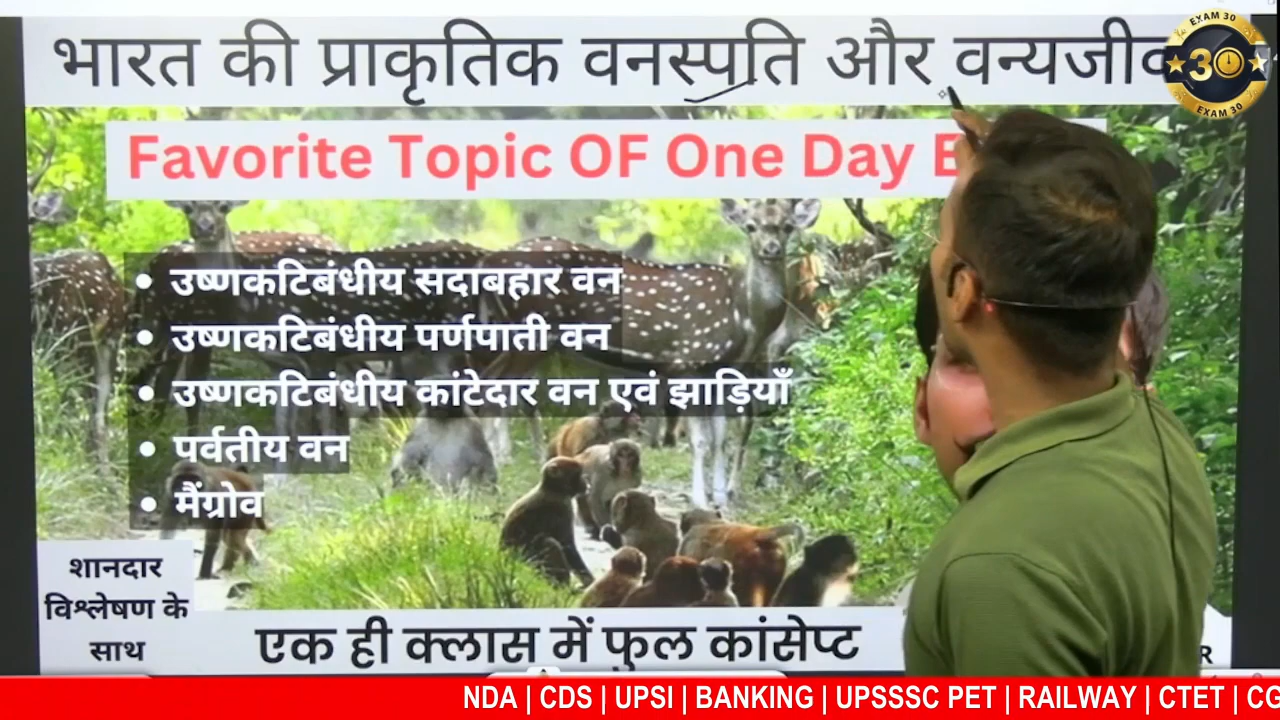 भारत की प्राकृतिक वनस्पति और वन्यजीव
EXAM 30
30
EXAM 30
Favorite Topic OF One Day
• उष्णकटिबंधीय सदाबहार वन
• उष्णकटिबंधीय पर्णपाती वन
• उष्णकटिबंधीय कांटेदार वन एवं झाड़ियाँ
• पर्वतीय वन
• मैंग्रोव
शानदार
विश्लेषण के
साथ
एक ही क्लास में फुल कांसेप्ट
NDA | CDS | UPSI | BANKING | UPSSSC PET | RAILWAY | CTET | CG